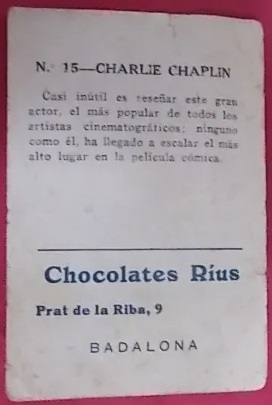 N. 15—CHARLIE CHAPLIN
Casi inútil es reseñar este gran
actor, el más popular de todos los
artistas cinematográficos; ninguno
como él, ha llegado a escalar el más
alto lugar en la película cómica.
Chocolates Ríus
Prat de la Riba, 9
BADALONA